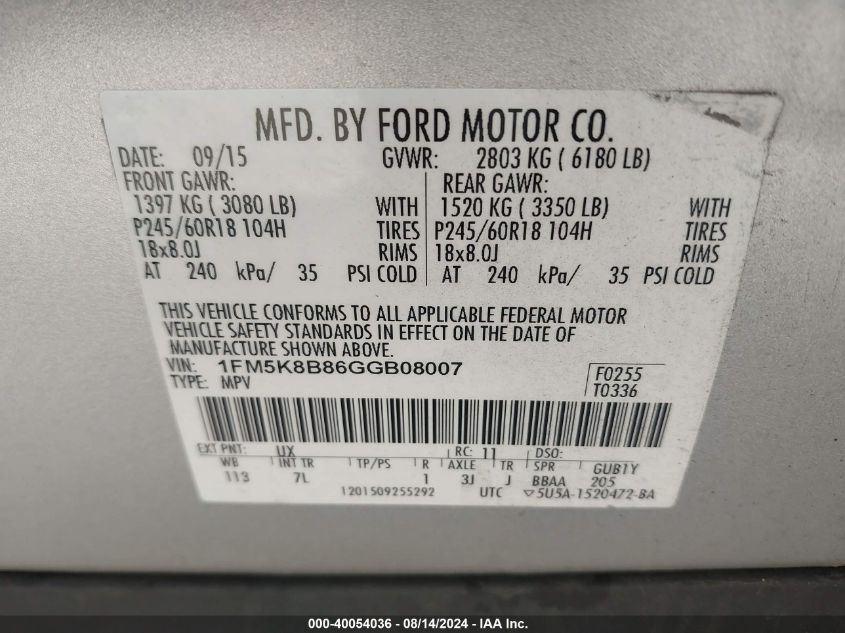 MFD. BY FORD MOTOR CO.
DATE: 09/15 GVWR: 2803 KG ( 6180 LB)
FRONT GAWR: REAR GAWR:
1397 KG ( 3080 LB) WITH 1520 KG ( 3350 LB) WITH
P245/60R18 104H TIRES P245/60R18 104H TIRES
18x8.0J RIMS 18x8.0J RIMS
AT 240 kPa/ 35 PSI COLD AT 240 kPa/ 35 PSI COLD
THIS VEHICLE CONFORMS TO ALL APPLICABLE FEDERAL MOTOR
VEHICLE SAFETY STANDARDS IN EFFECT ON THE DATE OF
MANUFACTURE SHOWN ABOVE.
VIN: 1FM5K8B86GGB08007 F0255
TYPE: MPV T0336
EXT PNT: UX RC: 11 DSO:
WB INT TR TP/PS R AXLE TR SPR GUB1Y
113 7L 1 3J J BBAA 205
1201509255292 UTC ▽5U5A-1520472-BA
000-40054036 - 08/14/2024 - IAA Inc.